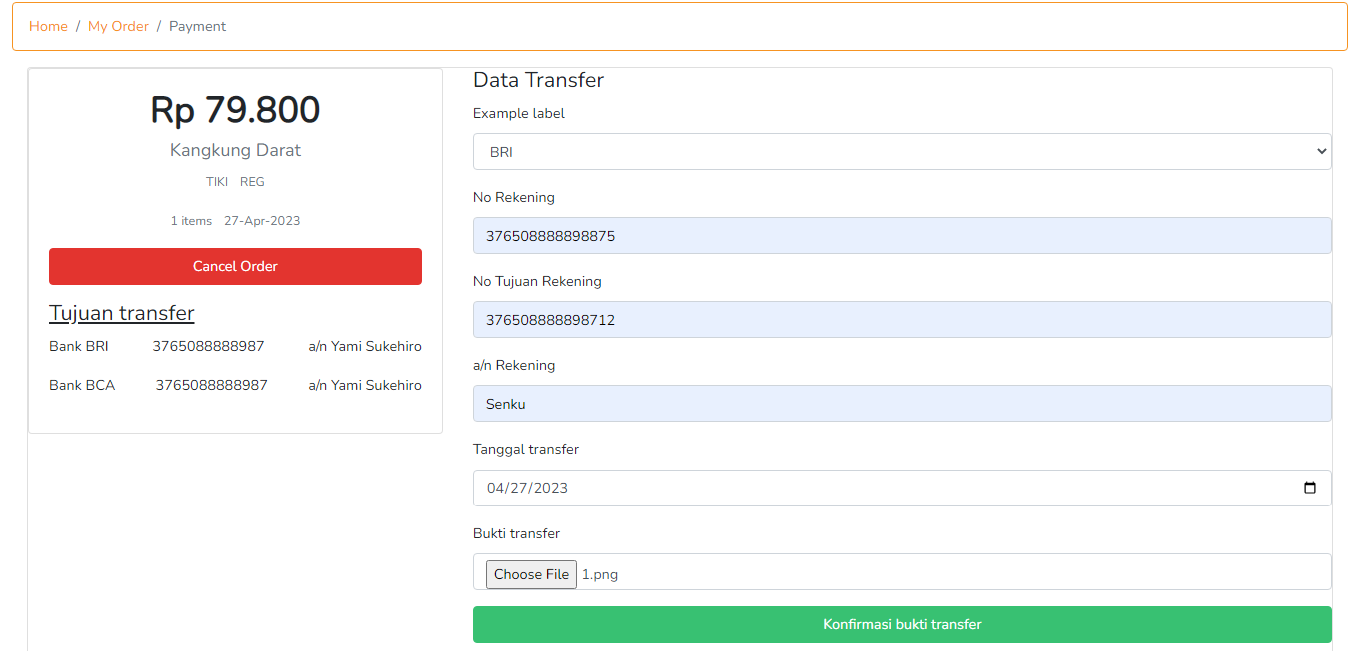 Home / My Order / Payment
Rp 79.800
Kangkung Darat
TIKI REG
1 items 27-Apr-2023
Cancel Order
Tujuan transfer
Bank BRI 3765088888987 a/n Yami Sukehiro
Bank BCA 3765088888987 a/n Yami Sukehiro
Data Transfer
Example label
BRI
No Rekening
376508888898875
No Tujuan Rekening
376508888898712
a/n Rekening
Senku
Tanggal transfer
04/27/2023
Bukti transfer
Choose File 1.png
Konfirmasi bukti transfer